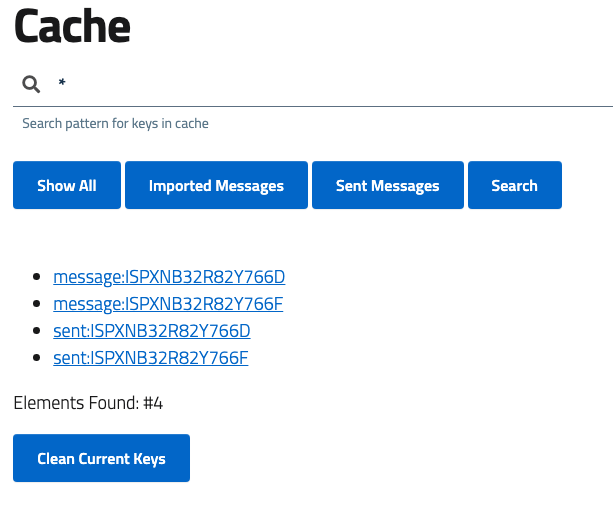 Cache
*
Search pattern for keys in cache
Show All Imported Messages Sent Messages Search
message:ISPXNB32R82Y766D
message:ISPXNB32R82Y766F
sent:ISPXNB32R82Y766D
sent:ISPXNB32R82Y766F
Elements Found: #4
Clean Current Keys